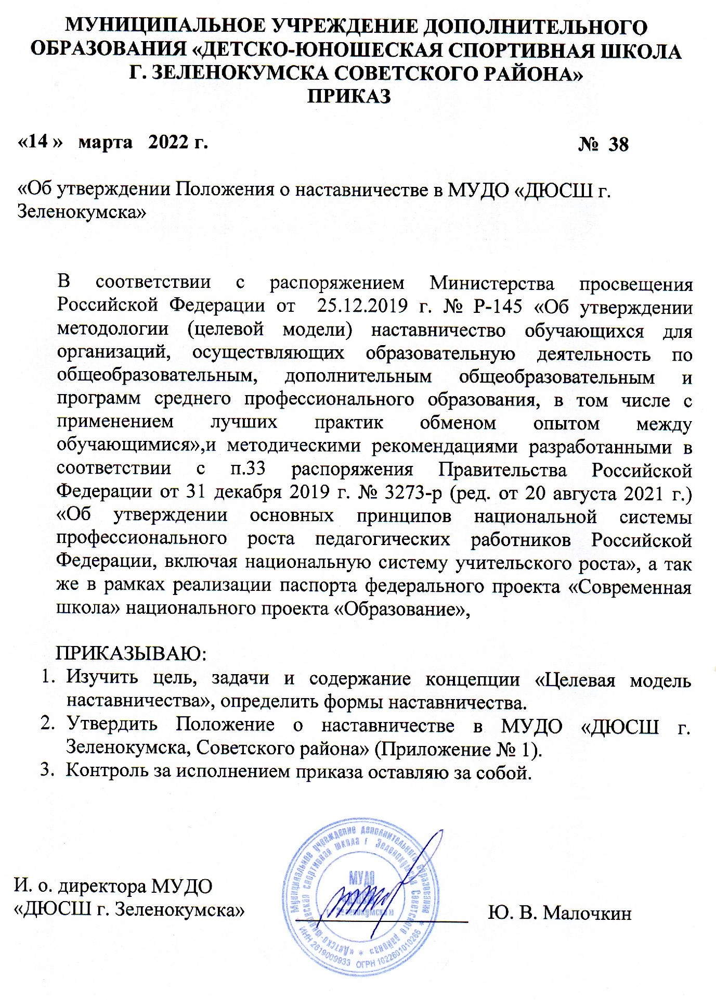 МУНИЦИПАЛЬНОЕ УЧРЕЖДЕНИЕ ДОПОЛНИТЕЛЬНОГО
ОБРАЗОВАНИЯ «ДЕТСКО-ЮНОШЕСКАЯ СПОРТИВНАЯ ШКОЛА
Г. ЗЕЛЕНОКУМСКА СОВЕТСКОГО РАЙОНА»
ПРИКАЗ
«14 » марта 2022 г. № 38
«Об утверждении Положения о наставничестве в МУДО «ДЮСШ г.
Зеленокумска»
В соответствии с распоряжением Министерства просвещения
Российской Федерации от 25.12.2019 г. № Р-145 «Об утверждении
методологии (целевой модели) наставничество обучающихся для
организаций, осуществляющих образовательную деятельность по
общеобразовательным, дополнительным общеобразовательным и
программ среднего профессионального образования, в том числе с
применением лучших практик обменом опытом между
обучающимися»,и методическими рекомендациями разработанными в
соответствии с п.33 распоряжения Правительства Российской
Федерации от 31 декабря 2019 г. № 3273-р (ред. от 20 августа 2021 г.)
«Об утверждении основных принципов национальной системы
профессионального роста педагогических работников Российской
Федерации, включая национальную систему учительского роста», а так
же в рамках реализации паспорта федерального проекта «Современная
школа» национального проекта «Образование»,
ПРИКАЗЫВАЮ:
1. Изучить цель, задачи и содержание концепции «Целевая модель
наставничества», определить формы наставничества.
2. Утвердить Положение о наставничестве в МУДО «ДЮСШ г.
Зеленокумска, Советского района» (Приложение № 1).
3. Контроль за исполнением приказа оставляю за собой.
И. о. директора МУДО
«ДЮСШ г. Зеленокумска» Ю. В. Малочкин
Муниципальное учреждение дополнительного образования
«Детско-юношеская спортивная школа г Зеленокумска Советского района»
МУДО
Зеленокумска»
ИНН 2619009933 ОГРН 1022601010266